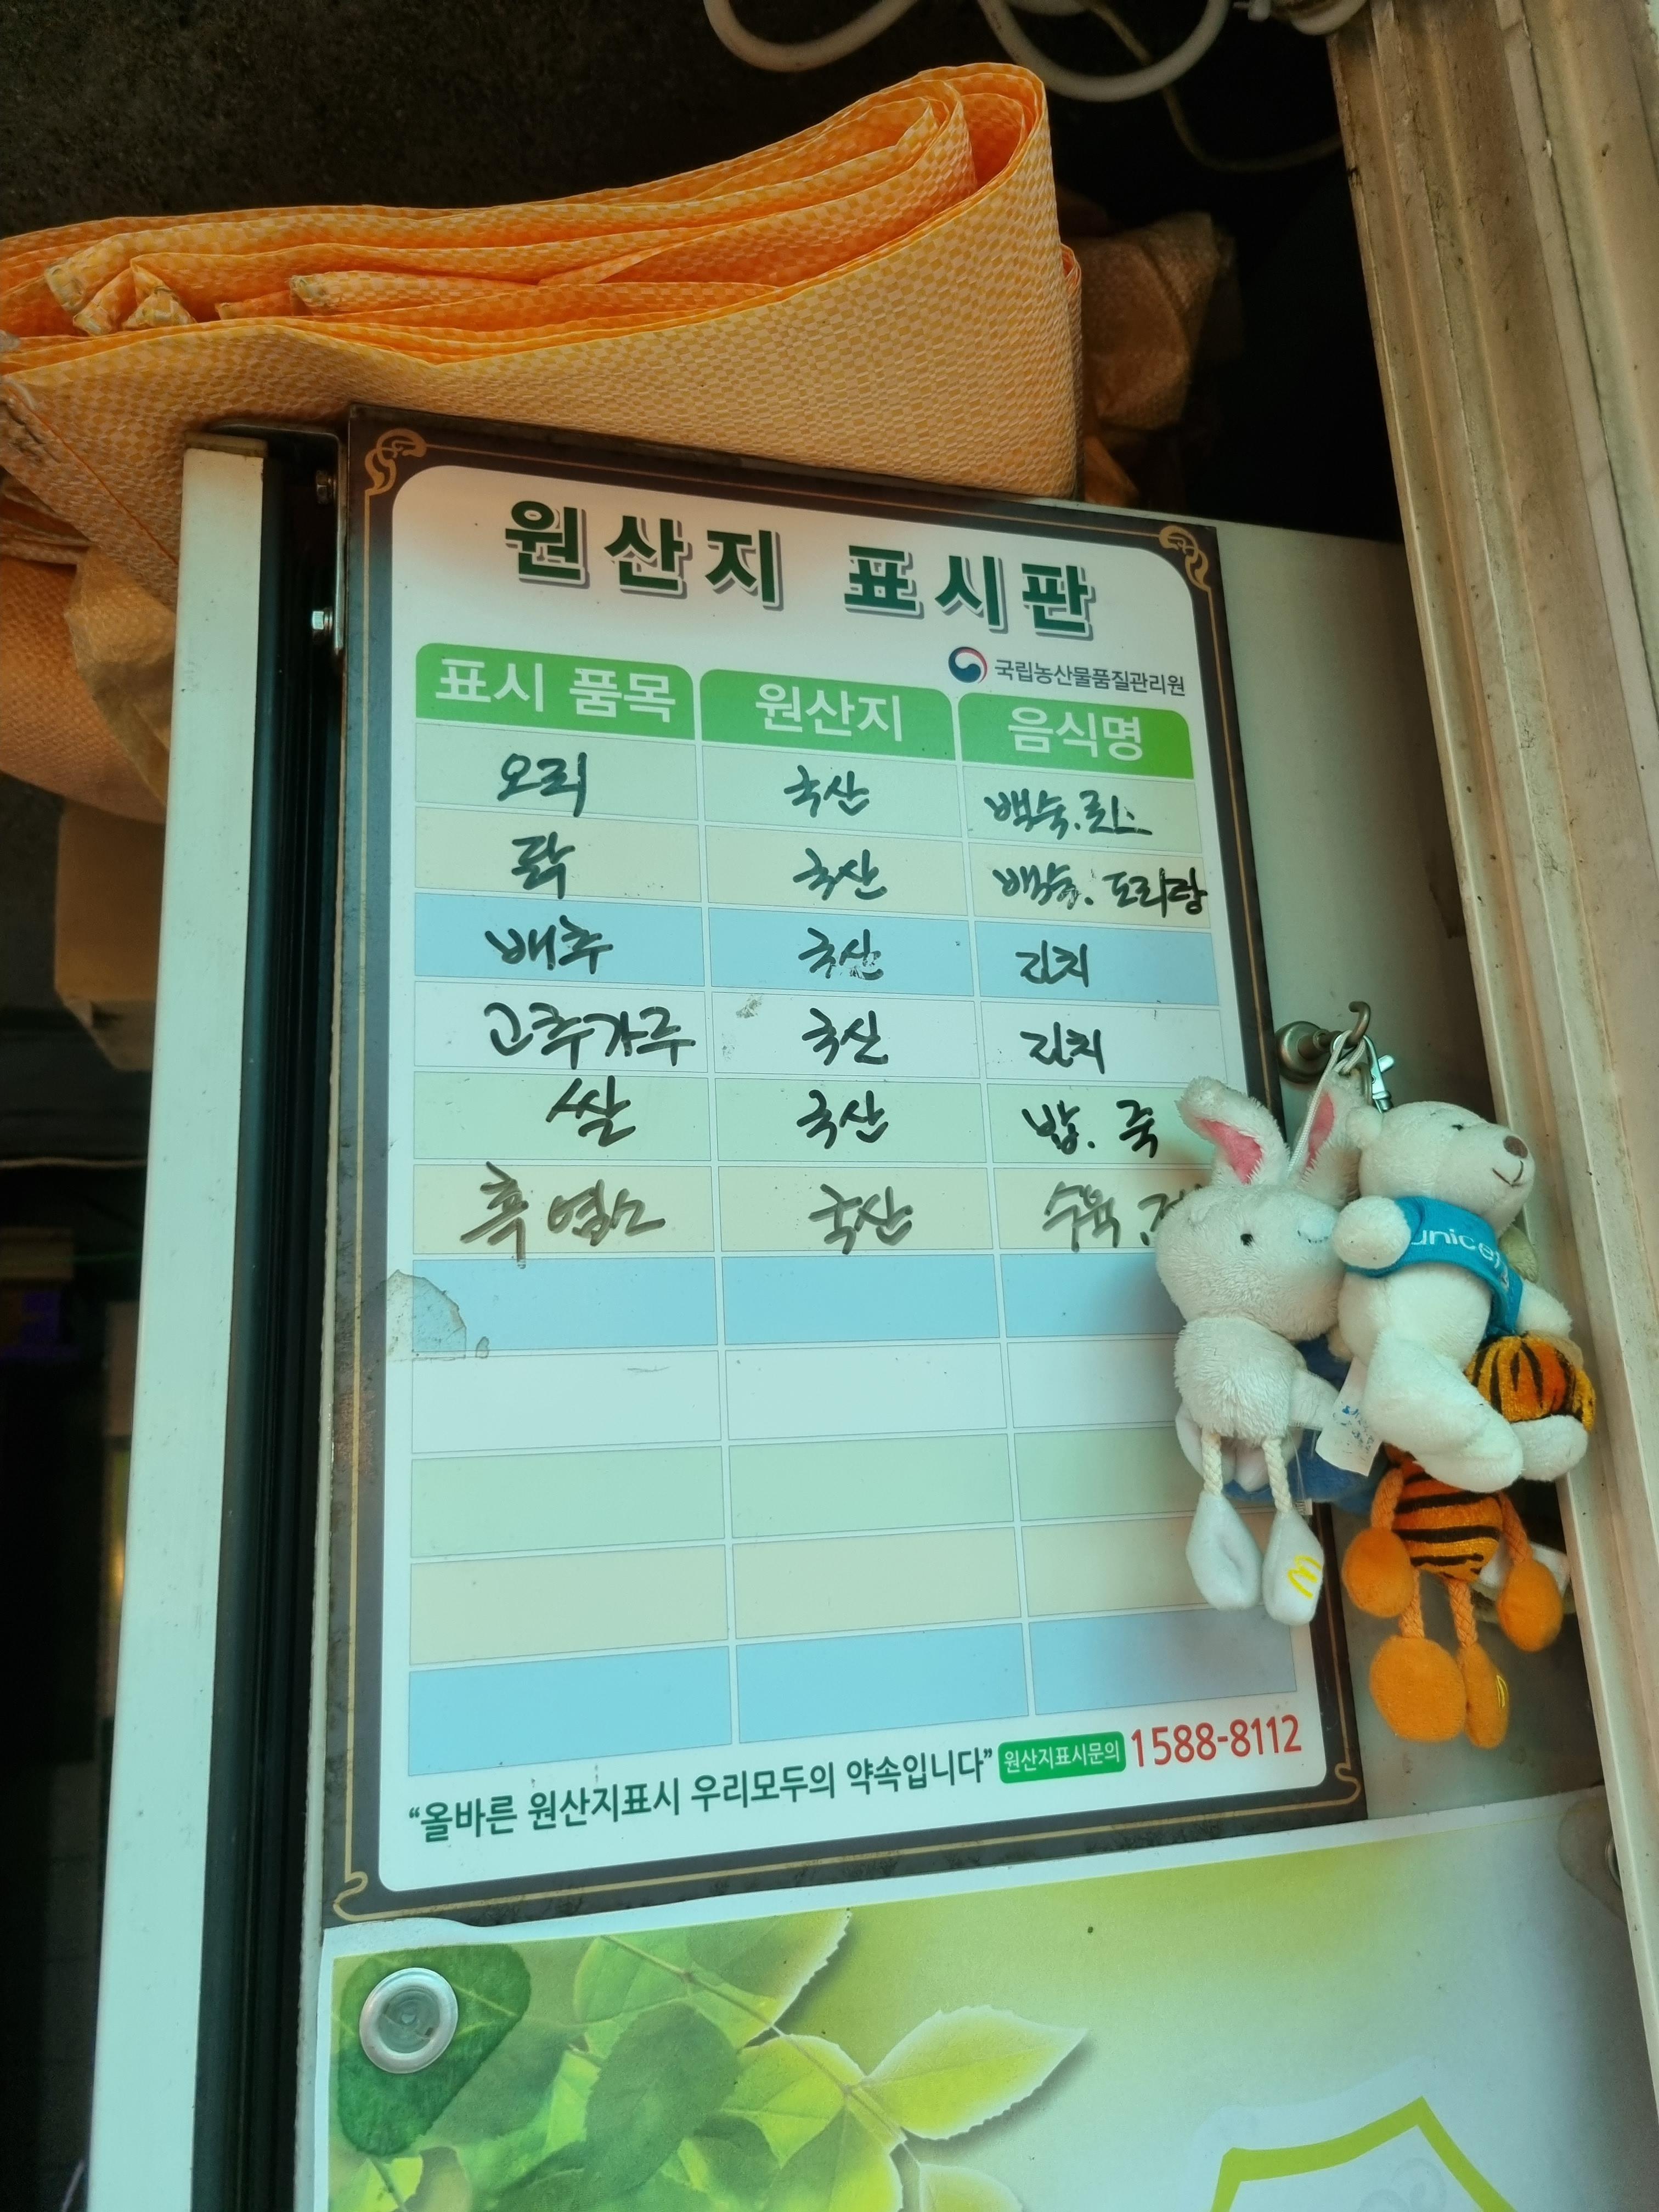 원산지 표시판
국립농산물품질관리원
표시 품목 원산지 음식명
오리 국산 백숙.로스
닭 국산 백숙.도리탕
배추 국산 김치
고추가루 국산 김치
쌀 국산 밥.죽
흑염소 국산 수육.
"올바른 원산지표시 우리모두의 약속입니다" 원산지표시문의 1588-8112
unicef